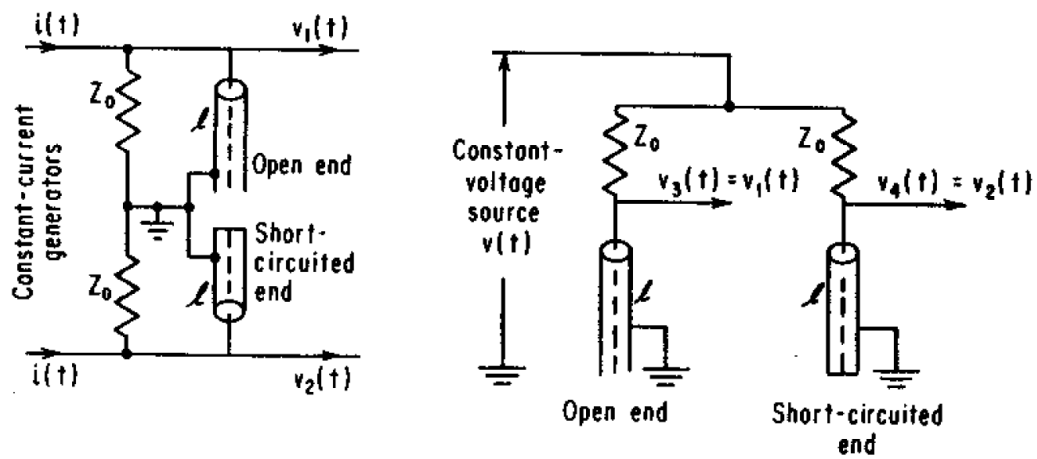 i(t)
v₁(t)
Z₀
ℓ
Open end
Constant-current
generators
Short-
circuited
end
Z₀
ℓ
i(t)
v₂(t)
Constant-
voltage
source
v(t)
Z₀
v₃(t) = v₁(t)
ℓ
Open end
Z₀
v₄(t) = v₂(t)
ℓ
Short-circuited
end